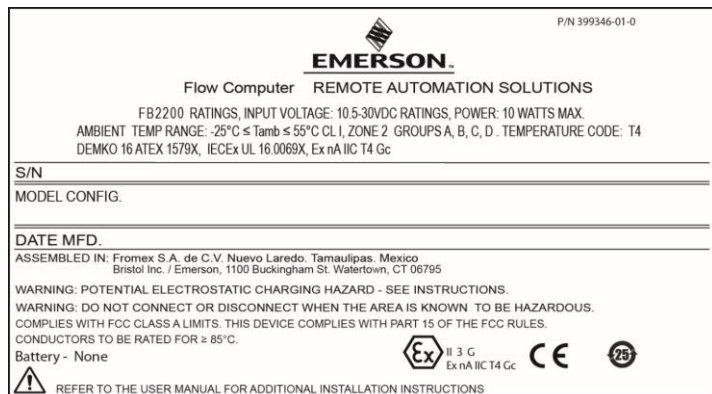 P/N 399346-01-0
EMERSON™
Flow Computer REMOTE AUTOMATION SOLUTIONS
FB2200 RATINGS, INPUT VOLTAGE: 10.5-30VDC RATINGS, POWER: 10 WATTS MAX.
AMBIENT TEMP RANGE: -25°C ≤ Tamb ≤ 55°C CL I, ZONE 2 GROUPS A, B, C, D . TEMPERATURE CODE: T4
DEMKO 16 ATEX 1579X, IECEx UL 16.0069X, Ex nA IIC T4 Gc
S/N
MODEL CONFIG.
DATE MFD.
ASSEMBLED IN: Fromex S.A. de C.V. Nuevo Laredo. Tamaulipas. Mexico
Bristol Inc. / Emerson, 1100 Buckingham St. Watertown, CT 06795
WARNING: POTENTIAL ELECTROSTATIC CHARGING HAZARD - SEE INSTRUCTIONS.
WARNING: DO NOT CONNECT OR DISCONNECT WHEN THE AREA IS KNOWN TO BE HAZARDOUS.
COMPLIES WITH FCC CLASS A LIMITS. THIS DEVICE COMPLIES WITH PART 15 OF THE FCC RULES.
CONDUCTORS TO BE RATED FOR ≥ 85°C.
Battery - None
Ex II 3 G
Ex nA IIC T4 Gc
CE
25
REFER TO THE USER MANUAL FOR ADDITIONAL INSTALLATION INSTRUCTIONS